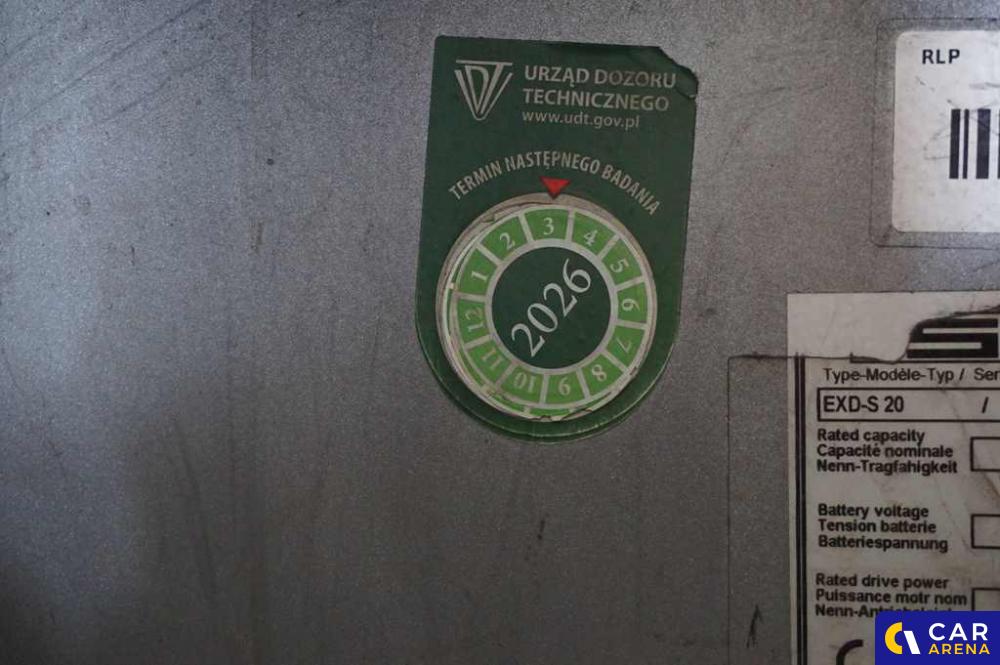 UDT
URZĄD DOZORU
TECHNICZNEGO
www.udt.gov.pl
TERMIN NASTĘPNEGO BADANIA
1 2 3 4 5 6 7 8 9 10 11 12
2026
RLP
Type-Modèle-Typ / Ser
EXD-S 20 /
Rated capacity
Capacité nominale
Nenn-Tragfahigkeit
Battery voltage
Tension batterie
Batteriespannung
Rated drive power
Puissance motr nom
CAR
ARENA